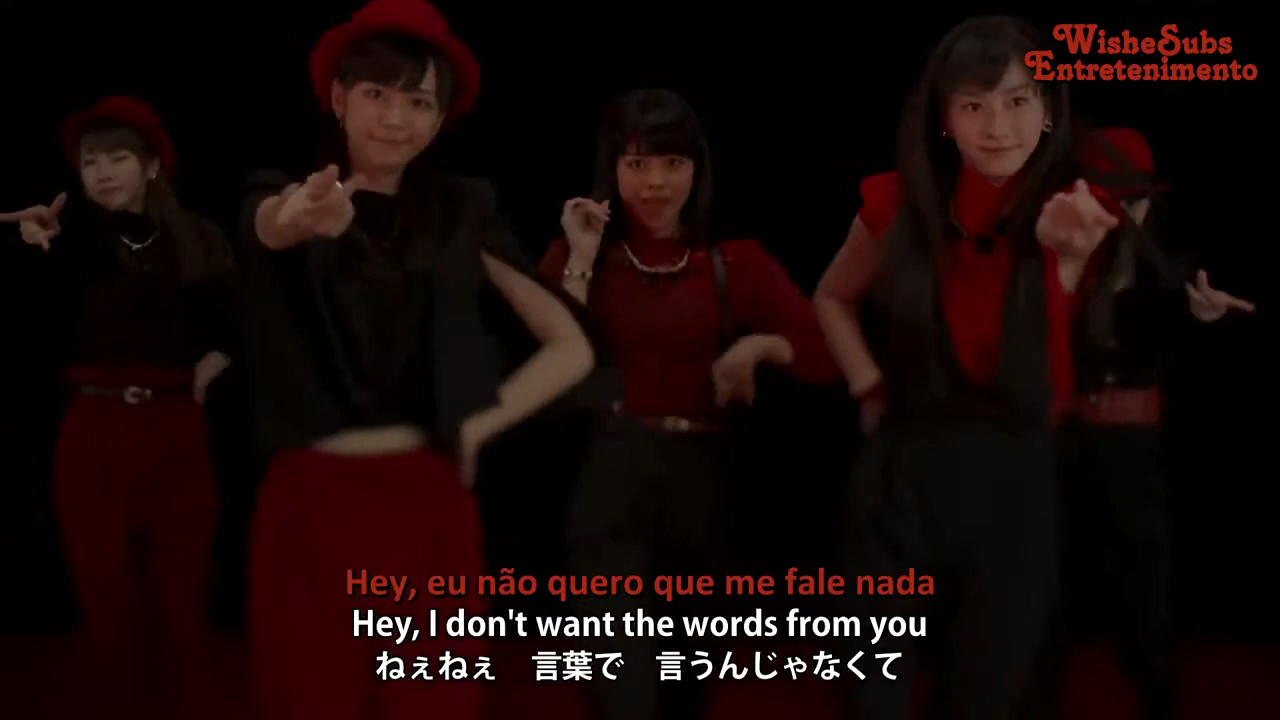 WisheSubs
Entretenimento
Hey, eu não quero que me fale nada
Hey, I don't want the words from you
ねぇねぇ　言葉で　言うんじゃなくて